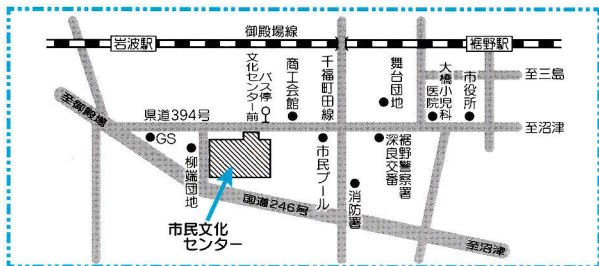 御殿場線
岩波駅
裾野駅
バス停
文化センター前
商工会館
千福町田線
舞台団地
大橋小児科
医院
市役所
至三島
至御殿場
県道394号
至沼津
GS
柳端団地
市民プール
裾野警察署
深良交番
消防署
国道246号
市民文化
センター
至沼津